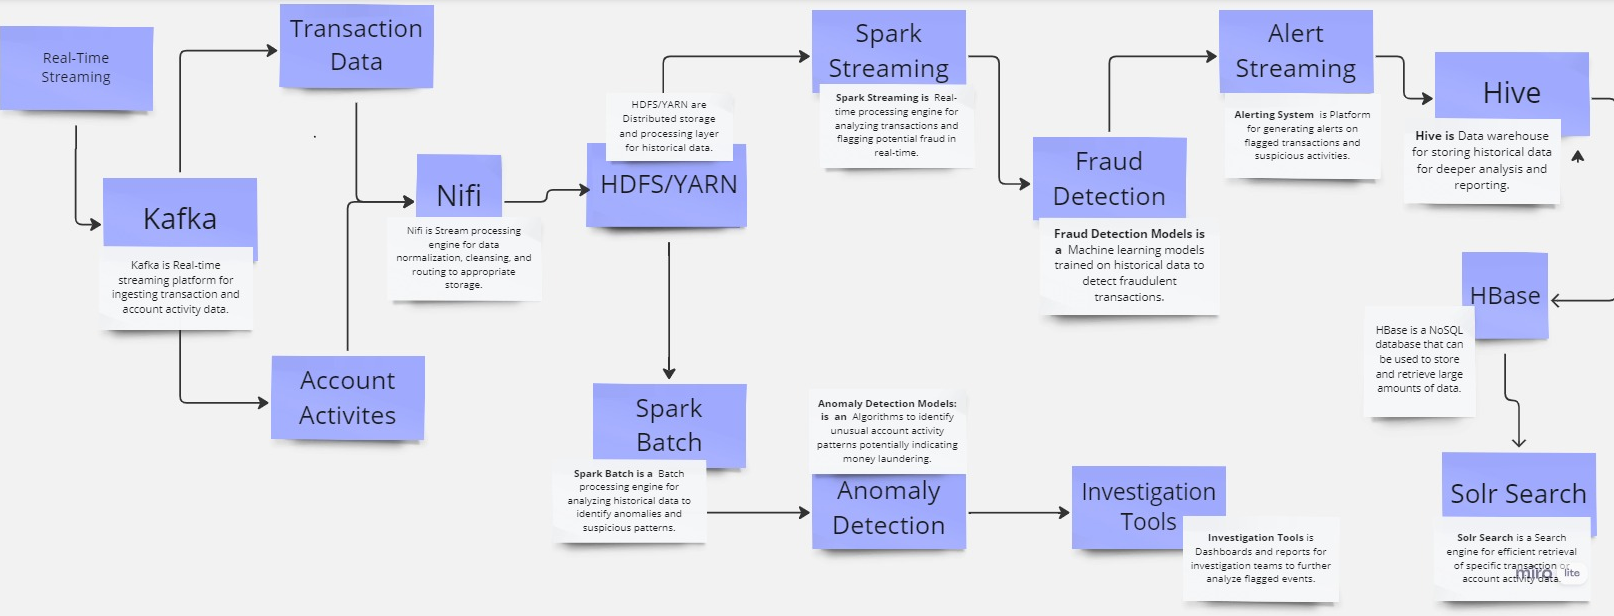 Real-Time
Streaming
Transaction
Data
Kafka
Kafka is Real-time
streaming platform for
ingesting transaction and
account activity data.
Account
Activites
Nifi
Nifi is Stream processing
engine for data
normalization, cleansing, and
routing to appropriate
storage.
HDFS/YARN are
Distributed storage
and processing layer
for historical data.
HDFS/YARN
Spark
Streaming
Spark Streaming is Real-
time processing engine for
analyzing transactions and
flagging potential fraud in
real-time.
Fraud
Detection
Fraud Detection Models is
a Machine learning models
trained on historical data to
detect fraudulent
transactions.
Alert
Streaming
Alerting System is Platform
for generating alerts on
flagged transactions and
suspicious activities.
Hive
Hive is Data warehouse
for storing historical data
for deeper analysis and
reporting.
HBase
HBase is a NoSQL
database that can
be used to store
and retrieve large
amounts of data.
Spark
Batch
Spark Batch is a Batch
processing engine for
analyzing historical data to
identify anomalies and
suspicious patterns.
Anomaly Detection Models:
is an Algorithms to identify
unusual account activity
patterns potentially indicating
money laundering.
Anomaly
Detection
Investigation
Tools
Investigation Tools is
Dashboards and reports for
investigation teams to further
analyze flagged events.
Solr Search
Solr Search is a Search
engine for efficient retrieval
of specific transaction or
account activity data.
miro lite